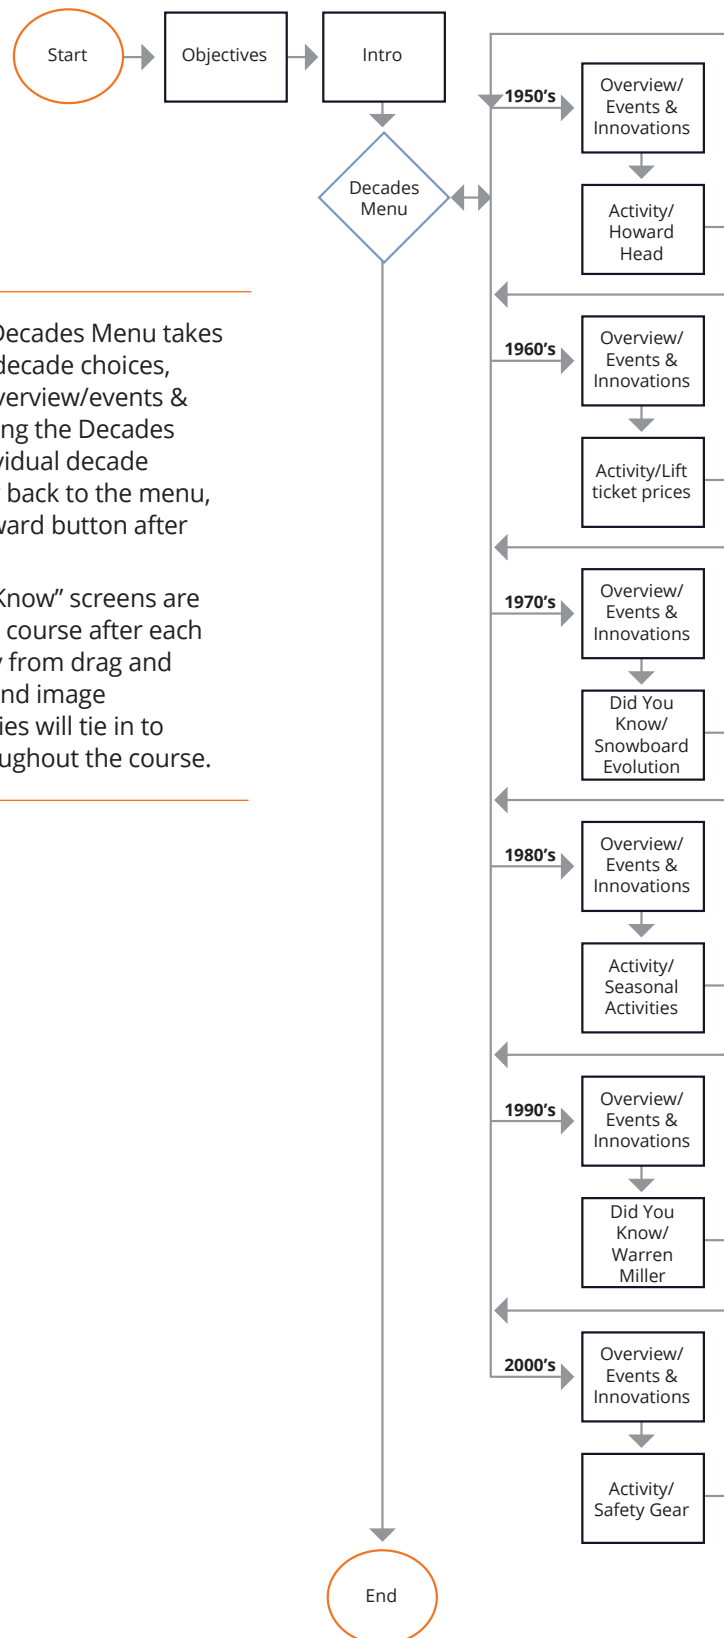 Start
Objectives
Intro
Decades
Menu
1950's
Overview/
Events &
Innovations
Activity/
Howard
Head
Decades Menu takes
decade choices,
verview/events &
ing the Decades
vidual decade
back to the menu,
ward button after
Know” screens are
course after each
from drag and
nd image
ies will tie in to
ughout the course.
1960's
Overview/
Events &
Innovations
Activity/Lift
ticket prices
1970's
Overview/
Events &
Innovations
Did You
Know/
Snowboard
Evolution
1980's
Overview/
Events &
Innovations
Activity/
Seasonal
Activities
1990's
Overview/
Events &
Innovations
Did You
Know/
Warren
Miller
2000's
Overview/
Events &
Innovations
Activity/
Safety Gear
End